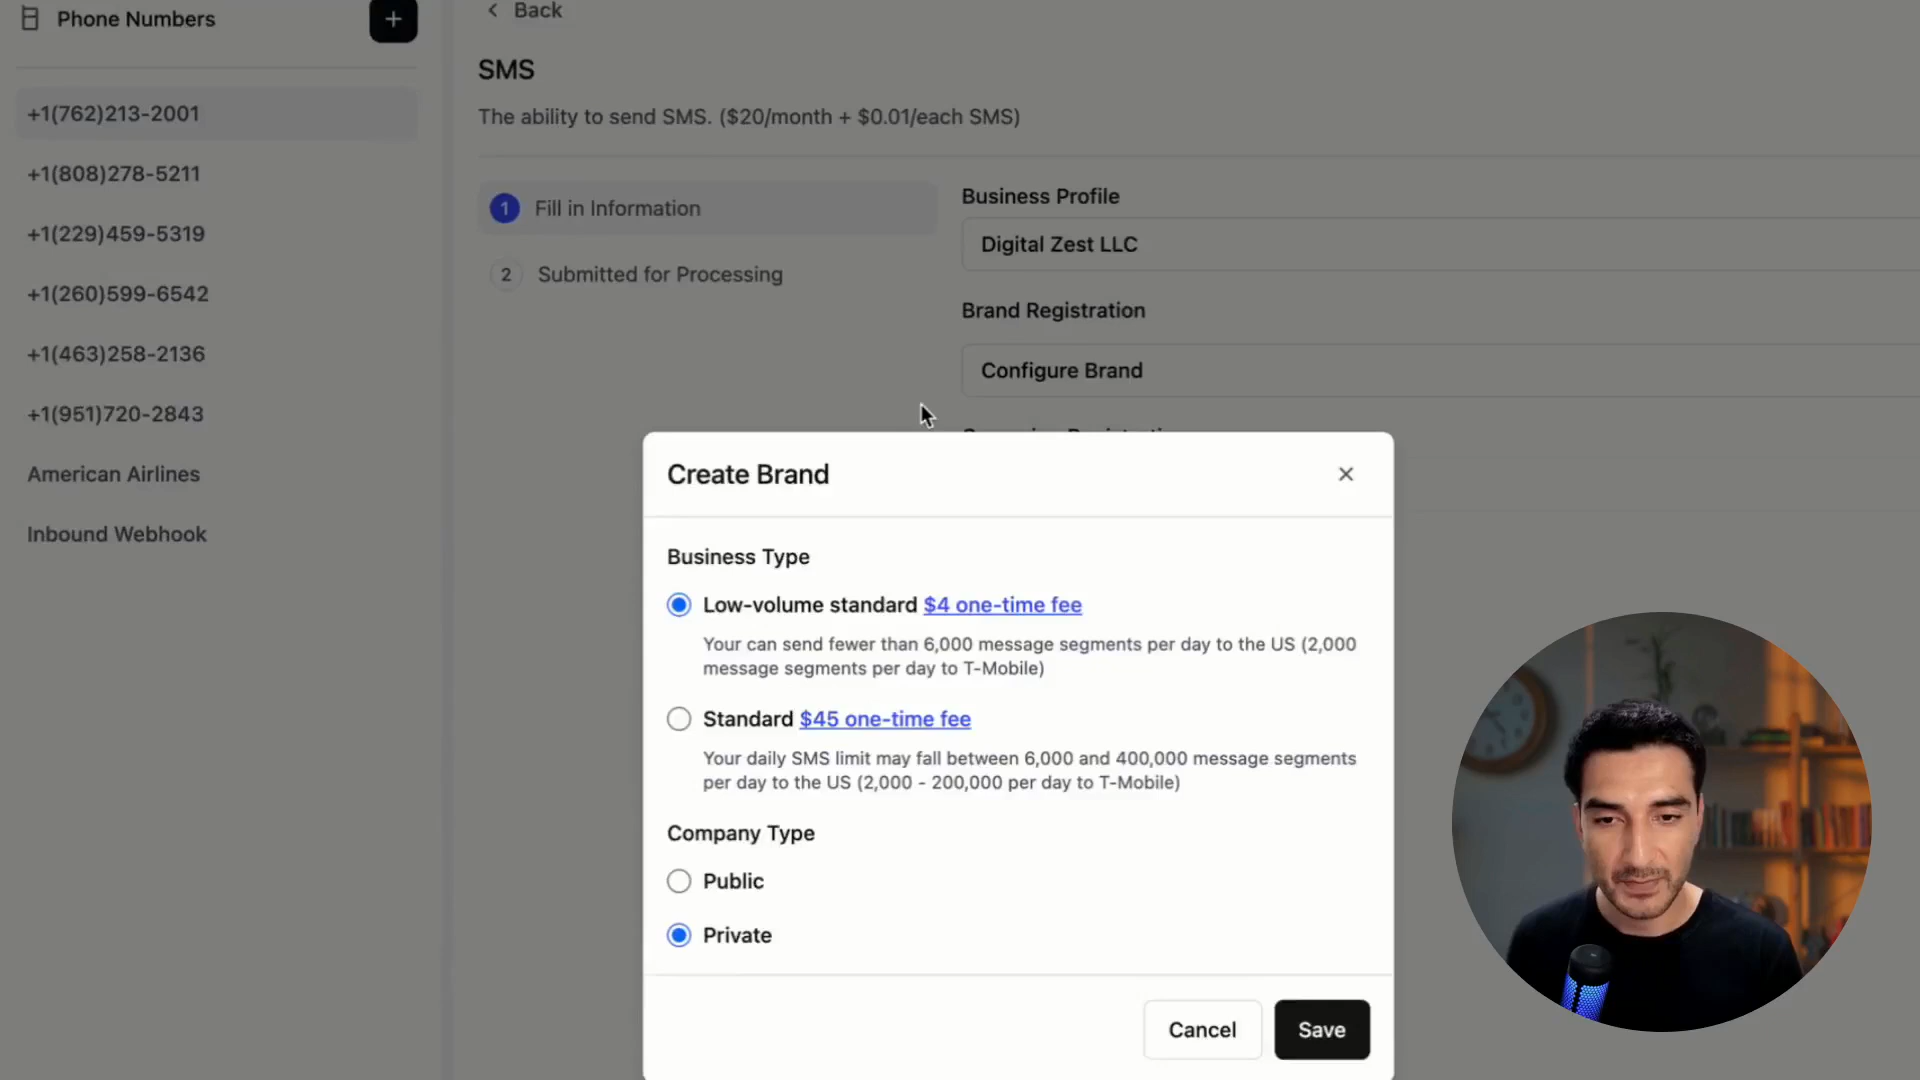 Phone Numbers
+
+1(762)213-2001
+1(808)278-5211
+1(229)459-5319
+1(260)599-6542
+1(463)258-2136
+1(951)720-2843
American Airlines
Inbound Webhook
Back
SMS
The ability to send SMS. ($20/month + $0.01/each SMS)
1 Fill in Information
2 Submitted for Processing
Business Profile
Digital Zest LLC
Brand Registration
Configure Brand
Create Brand
Business Type
Low-volume standard $4 one-time fee
Your can send fewer than 6,000 message segments per day to the US (2,000
message segments per day to T-Mobile)
Standard $45 one-time fee
Your daily SMS limit may fall between 6,000 and 400,000 message segments
per day to the US (2,000 - 200,000 per day to T-Mobile)
Company Type
Public
Private
Cancel
Save